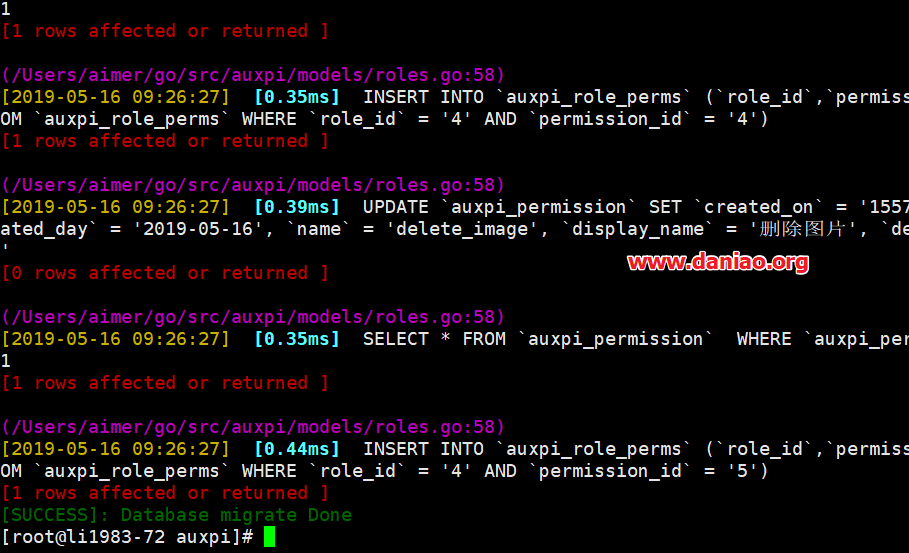 1
[1 rows affected or returned ]
(/Users/aimer/go/src/auxpi/models/roles.go:58)
[2019-05-16 09:26:27]  [0.35ms]  INSERT INTO `auxpi_role_perms` (`role_id`,`permiss
OM `auxpi_role_perms` WHERE `role_id` = '4' AND `permission_id` = '4')
[1 rows affected or returned ]
(/Users/aimer/go/src/auxpi/models/roles.go:58)
[2019-05-16 09:26:27]  [0.39ms]  UPDATE `auxpi_permission` SET `created_on` = '1557
ated_day` = '2019-05-16', `name` = 'delete_image', `display_name` = '删除图片', `de
'
www.daniao.org
[0 rows affected or returned ]
(/Users/aimer/go/src/auxpi/models/roles.go:58)
[2019-05-16 09:26:27]  [0.35ms]  SELECT * FROM `auxpi_permission`  WHERE `auxpi_per
1
[1 rows affected or returned ]
(/Users/aimer/go/src/auxpi/models/roles.go:58)
[2019-05-16 09:26:27]  [0.44ms]  INSERT INTO `auxpi_role_perms` (`role_id`,`permiss
OM `auxpi_role_perms` WHERE `role_id` = '4' AND `permission_id` = '5')
[1 rows affected or returned ]
[SUCCESS]: Database migrate Done
[root@li1983-72 auxpi]#